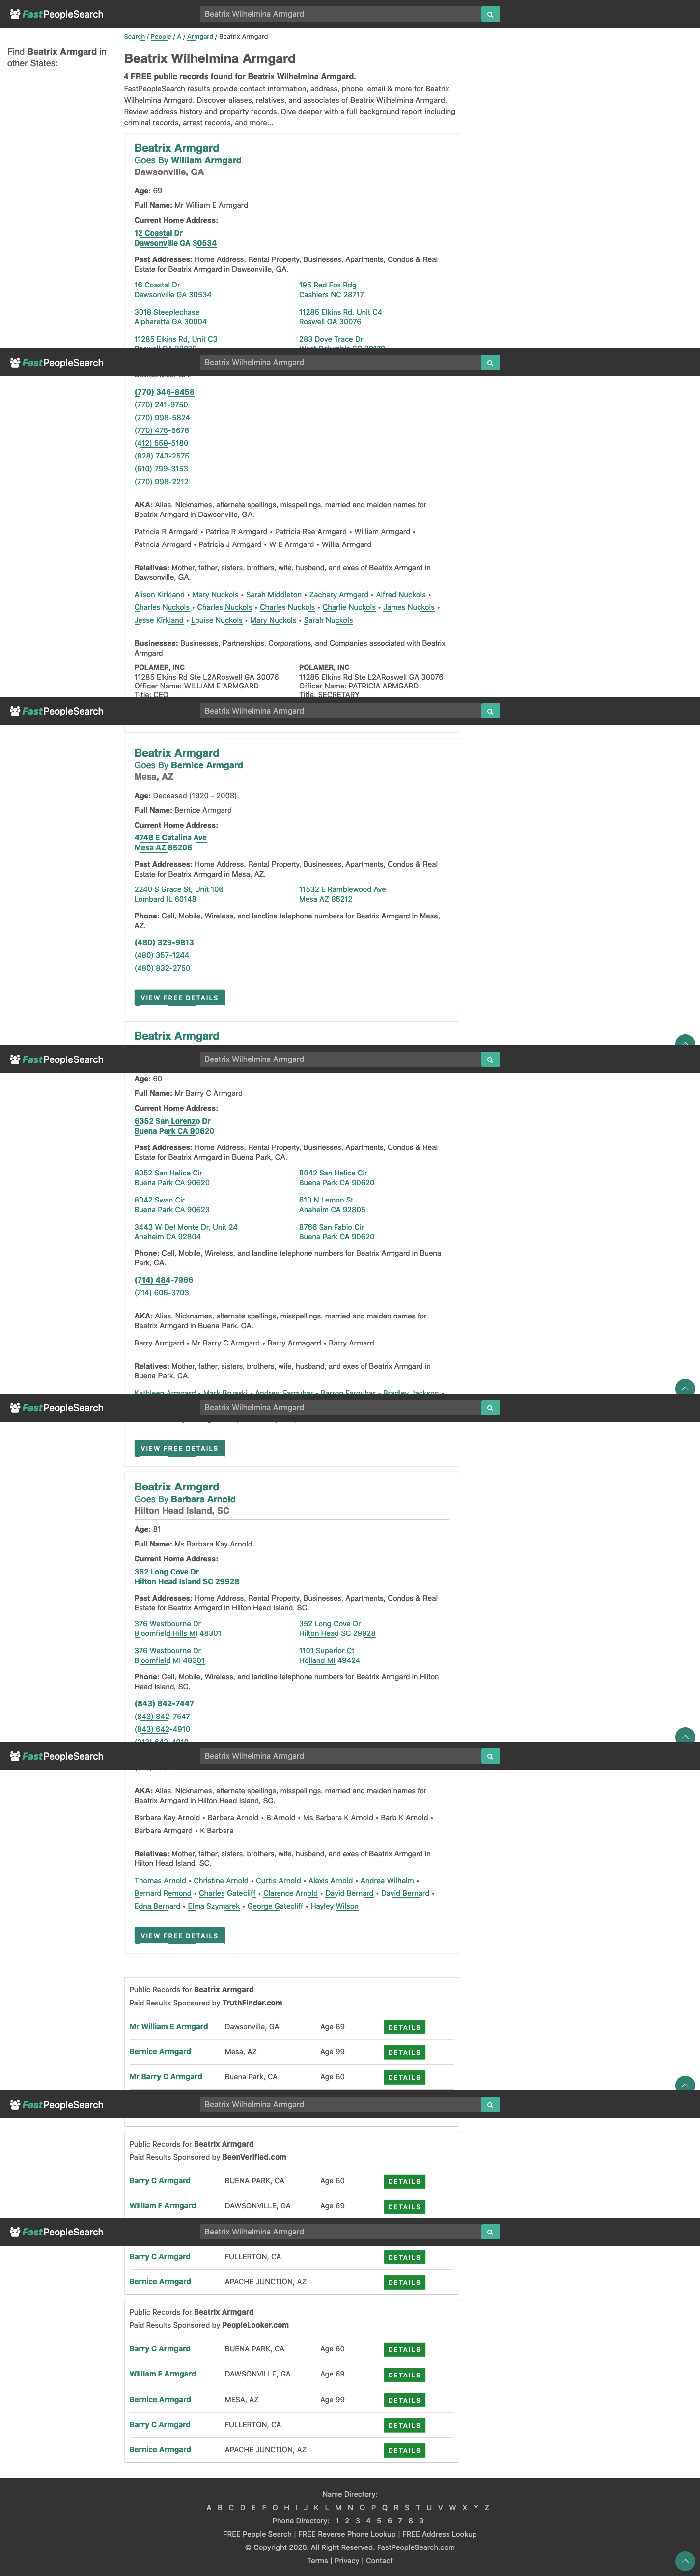 FastPeopleSearch
Beatrix Wilhelmina Armgard
Find Beatrix Armgard in
other States:
Search / People / A / Armgard / Beatrix Armgard
Beatrix Wilhelmina Armgard
4 FREE public records found for Beatrix Wilhelmina Armgard.
FastPeopleSearch results provide contact information, address, phone, email & more for Beatrix
Wilhelmina Armgard. Discover aliases, relatives, and associates of Beatrix Wilhelmina Armgard.
Review address history and property records. Dive deeper with a full background report including
criminal records, arrest records, and more...
Beatrix Armgard
Goes By William Armgard
Dawsonville, GA
Age: 69
Full Name: Mr William E Armgard
Current Home Address:
12 Coastal Dr
Dawsonville GA 30534
Past Addresses: Home Address, Rental Property, Businesses, Apartments, Condos & Real
Estate for Beatrix Armgard in Dawsonville, GA.
16 Coastal Dr
Dawsonville GA 30534
195 Red Fox Rdg
Cashiers NC 28717
3018 Steeplechase
Alpharetta GA 30004
11285 Elkins Rd, Unit C4
Roswell GA 30076
11285 Elkins Rd, Unit C3
Roswell GA 30076
283 Dove Trace Dr
FastPeopleSearch
Beatrix Wilhelmina Armgard
Dawsonville, GA.
(770) 346-8458
(770) 241-9750
(770) 998-5824
(770) 475-5678
(412) 559-5180
(828) 743-2575
(610) 799-3153
(770) 998-2212
AKA: Alias, Nicknames, alternate spellings, misspellings, married and maiden names for
Beatrix Armgard in Dawsonville, GA.
Patricia R Armgard • Patrica R Armgard • Patricia Rae Armgard • William Armgard •
Patricia Armgard • Patricia J Armgard • W E Armgard • Willia Armgard
Relatives: Mother, father, sisters, brothers, wife, husband, and exes of Beatrix Armgard in
Dawsonville, GA.
Alison Kirkland • Mary Nuckols • Sarah Middleton • Zachary Armgard • Alfred Nuckols •
Charles Nuckols • Charles Nuckols • Charles Nuckols • Charlie Nuckols • James Nuckols •
Jesse Kirkland • Louise Nuckols • Mary Nuckols • Sarah Nuckols
Businesses: Businesses, Partnerships, Corporations, and Companies associated with Beatrix
Armgard
POLAMER, INC
11285 Elkins Rd Ste L2ARoswell GA 30076
Officer Name: WILLIAM E ARMGARD
Title: CEO
POLAMER, INC
11285 Elkins Rd Ste L2ARoswell GA 30076
Officer Name: PATRICIA ARMGARD
Title: SECRETARY
FastPeopleSearch
Beatrix Wilhelmina Armgard
Beatrix Armgard
Goes By Bernice Armgard
Mesa, AZ
Age: Deceased (1920 - 2008)
Full Name: Bernice Armgard
Current Home Address:
4748 E Catalina Ave
Mesa AZ 85206
Past Addresses: Home Address, Rental Property, Businesses, Apartments, Condos & Real
Estate for Beatrix Armgard in Mesa, AZ.
2240 S Grace St, Unit 106
Lombard IL 60148
11532 E Ramblewood Ave
Mesa AZ 85212
Phone: Cell, Mobile, Wireless, and landline telephone numbers for Beatrix Armgard in Mesa,
AZ.
(480) 329-9813
(480) 357-1244
(480) 832-2750
VIEW FREE DETAILS
Beatrix Armgard
FastPeopleSearch
Beatrix Wilhelmina Armgard
Age: 60
Full Name: Mr Barry C Armgard
Current Home Address:
6352 San Lorenzo Dr
Buena Park CA 90620
Past Addresses: Home Address, Rental Property, Businesses, Apartments, Condos & Real
Estate for Beatrix Armgard in Buena Park, CA.
8052 San Helice Cir
Buena Park CA 90620
8042 San Helice Cir
Buena Park CA 90620
8042 Swan Cir
Buena Park CA 90623
610 N Lemon St
Anaheim CA 92805
3443 W Del Monte Dr, Unit 24
Anaheim CA 92804
8766 San Fabio Cir
Buena Park CA 90620
Phone: Cell, Mobile, Wireless, and landline telephone numbers for Beatrix Armgard in Buena
Park, CA.
(714) 484-7966
(714) 606-3703
AKA: Alias, Nicknames, alternate spellings, misspellings, married and maiden names for
Beatrix Armgard in Buena Park, CA.
Barry Armgard • Mr Barry C Armgard • Barry Armagard • Barry Armard
Relatives: Mother, father, sisters, brothers, wife, husband, and exes of Beatrix Armgard in
Buena Park, CA.
Kathleen Armgard • Mark Bruaski • Andrew Farquhar • Barron Farquhar • Bradley Jackson •
FastPeopleSearch
Beatrix Wilhelmina Armgard
VIEW FREE DETAILS
Beatrix Armgard
Goes By Barbara Arnold
Hilton Head Island, SC
Age: 81
Full Name: Ms Barbara Kay Arnold
Current Home Address:
352 Long Cove Dr
Hilton Head Island SC 29928
Past Addresses: Home Address, Rental Property, Businesses, Apartments, Condos & Real
Estate for Beatrix Armgard in Hilton Head Island, SC.
376 Westbourne Dr
Bloomfield Hills MI 48301
352 Long Cove Dr
Hilton Head SC 29928
376 Westbourne Dr
Bloomfield MI 48301
1101 Superior Ct
Holland MI 49424
Phone: Cell, Mobile, Wireless, and landline telephone numbers for Beatrix Armgard in Hilton
Head Island, SC.
(843) 842-7447
(843) 842-7547
(843) 642-4910
(313) 642-4910
FastPeopleSearch
Beatrix Wilhelmina Armgard
AKA: Alias, Nicknames, alternate spellings, misspellings, married and maiden names for
Beatrix Armgard in Hilton Head Island, SC.
Barbara Kay Arnold • Barbara Arnold • B Arnold • Ms Barbara K Arnold • Barb K Arnold •
Barbara Armgard • K Barbara
Relatives: Mother, father, sisters, brothers, wife, husband, and exes of Beatrix Armgard in
Hilton Head Island, SC.
Thomas Arnold • Christine Arnold • Curtis Arnold • Alexis Arnold • Andrea Wilhelm •
Bernard Remond • Charles Gatecliff • Clarence Arnold • David Bernard • David Bernard •
Edna Bernard • Elma Szymarek • George Gatecliff • Hayley Wilson
VIEW FREE DETAILS
Public Records for Beatrix Armgard
Paid Results Sponsored by TruthFinder.com
Mr William E Armgard Dawsonville, GA Age 69 DETAILS
Bernice Armgard Mesa, AZ Age 99 DETAILS
Mr Barry C Armgard Buena Park, CA Age 60 DETAILS
FastPeopleSearch
Beatrix Wilhelmina Armgard
Public Records for Beatrix Armgard
Paid Results Sponsored by BeenVerified.com
Barry C Armgard BUENA PARK, CA Age 60 DETAILS
William F Armgard DAWSONVILLE, GA Age 69 DETAILS
FastPeopleSearch
Beatrix Wilhelmina Armgard
Barry C Armgard FULLERTON, CA DETAILS
Bernice Armgard APACHE JUNCTION, AZ DETAILS
Public Records for Beatrix Armgard
Paid Results Sponsored by PeopleLooker.com
Barry C Armgard BUENA PARK, CA Age 60 DETAILS
William F Armgard DAWSONVILLE, GA Age 69 DETAILS
Bernice Armgard MESA, AZ Age 99 DETAILS
Barry C Armgard FULLERTON, CA DETAILS
Bernice Armgard APACHE JUNCTION, AZ DETAILS
Name Directory:
A B C D E F G H I J K L M N O P Q R S T U V W X Y Z
Phone Directory: 1 2 3 4 5 6 7 8 9
FREE People Search | FREE Reverse Phone Lookup | FREE Address Lookup
© Copyright 2020. All Right Reserved. FastPeopleSearch.com
Terms | Privacy | Contact